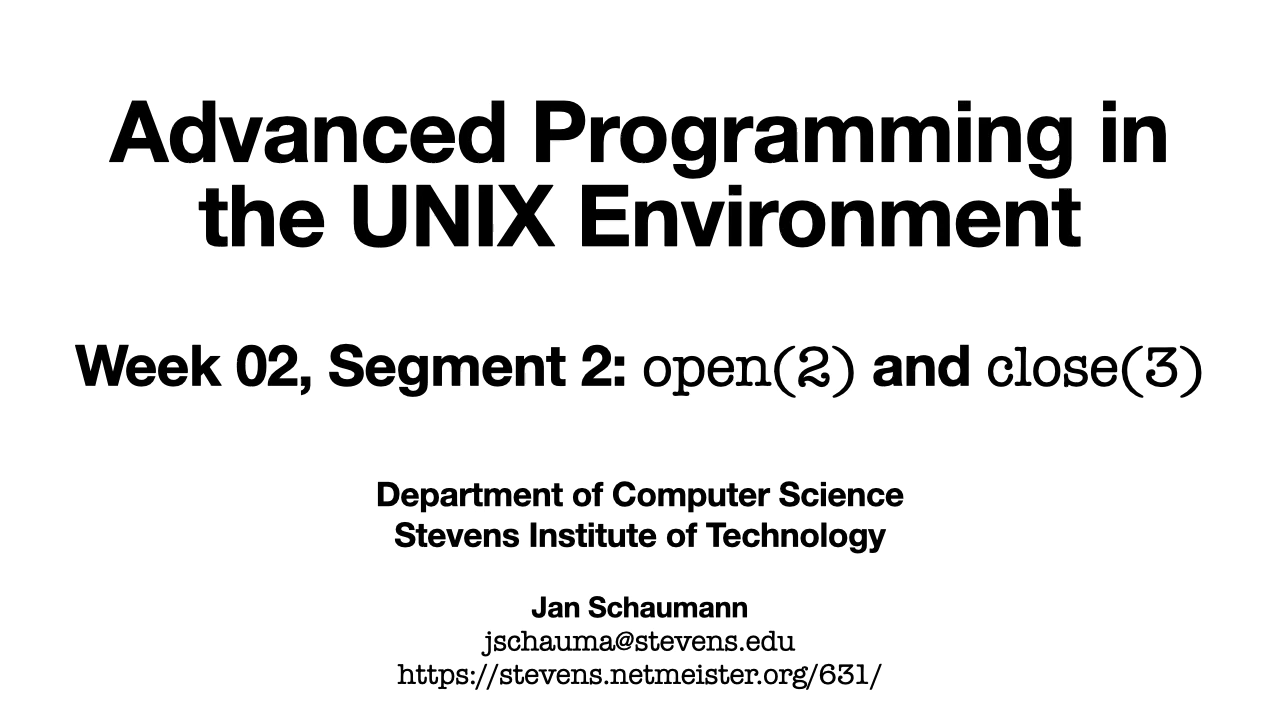 Advanced Programming in
the UNIX Environment
Week 02, Segment 2: open(2) and close(3)
Department of Computer Science
Stevens Institute of Technology
Jan Schaumann
jschauma@stevens.edu
https://stevens.netmeister.org/631/